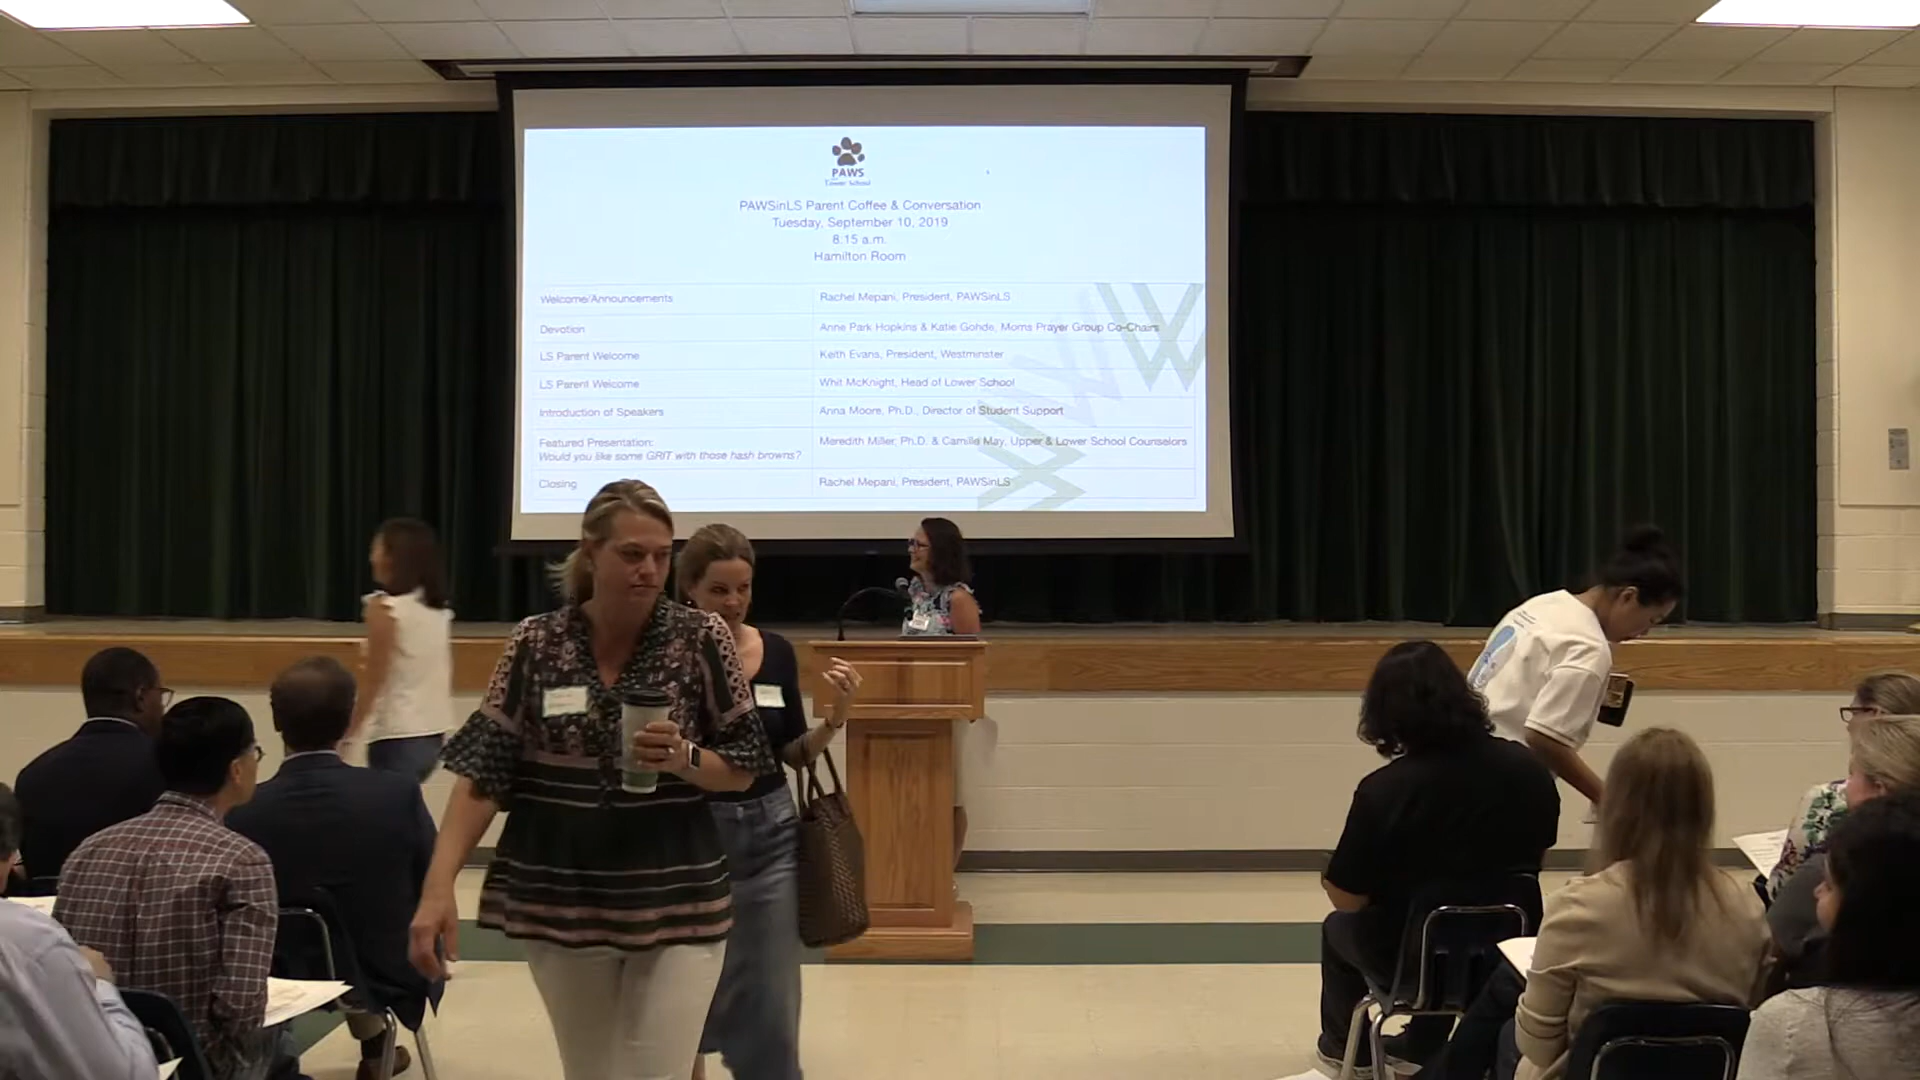 PAWS
Lower School
PAWSinLS Parent Coffee & Conversation
Tuesday, September 10, 2019
8:15 a.m.
Hamilton Room
Welcome/Announcements Rachel Mepani, President, PAWSinLS
Devotion Anne Park Hopkins & Katie Gohde, Moms Prayer Group Co-Chairs
LS Parent Welcome Keith Evans, President, Westminster
LS Parent Welcome Whit McKnight, Head of Lower School
Introduction of Speakers Anna Moore, Ph.D., Director of Student Support
Featured Presentation: Meredith Miller, Ph.D. & Camille May, Upper & Lower School Counselors
Would you like some GRIT with those hash browns?
Closing Rachel Mepani, President, PAWSinLS